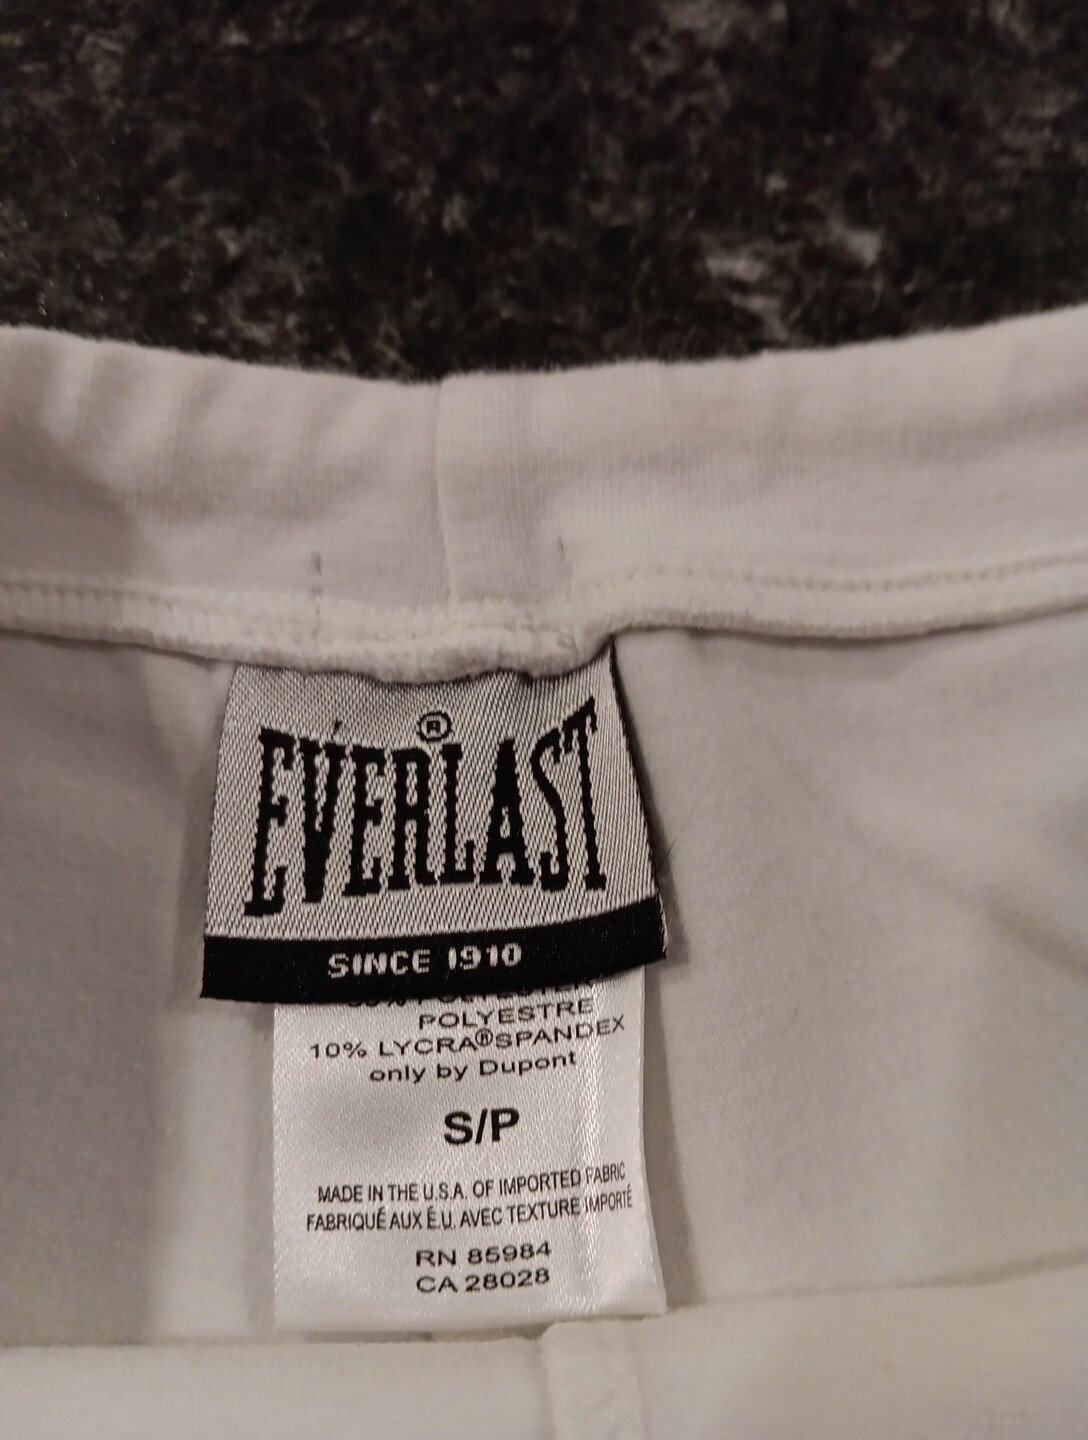 EVERLAST®
SINCE 1910
POLYESTRE
10% LYCRA®SPANDEX
only by Dupont
S/P
MADE IN THE U.S.A. OF IMPORTED FABRIC
FABRIQUÉ AUX É.U. AVEC TEXTURE IMPORTÉ
RN 85984
CA 28028